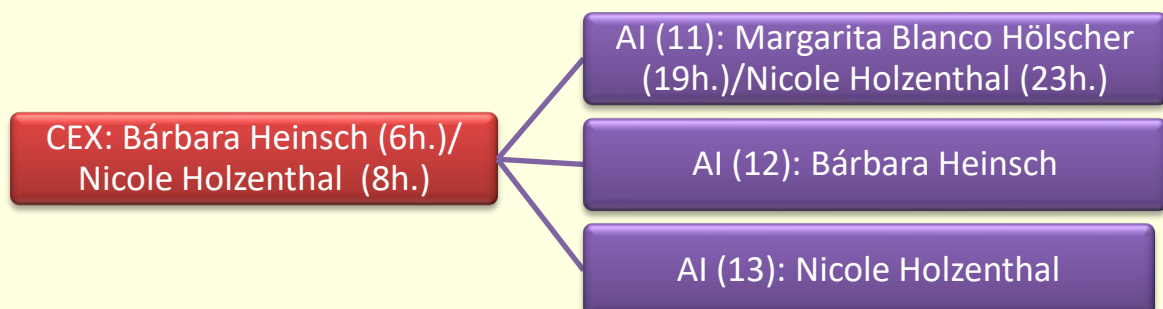 CEX: Bárbara Heinsch (6h.)/
Nicole Holzenthal (8h.)
AI (11): Margarita Blanco Hölscher
(19h.)/Nicole Holzenthal (23h.)
AI (12): Bárbara Heinsch
AI (13): Nicole Holzenthal